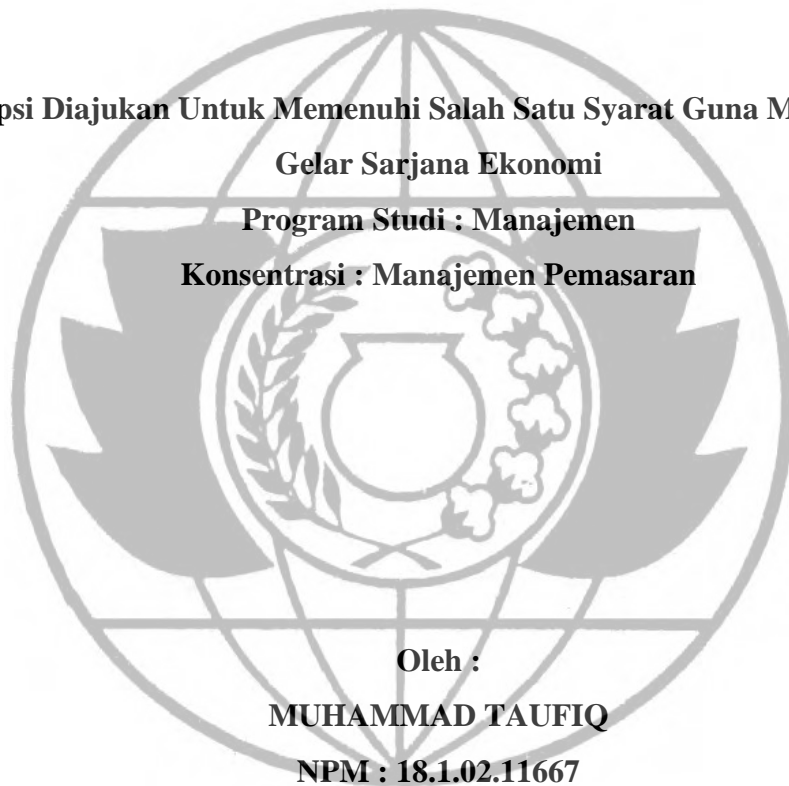 psi Diajukan Untuk Memenuhi Salah Satu Syarat Guna M
Gelar Sarjana Ekonomi
Program Studi : Manajemen
Konsentrasi : Manajemen Pemasaran
Oleh :
MUHAMMAD TAUFIQ
NPM : 18.1.02.11667